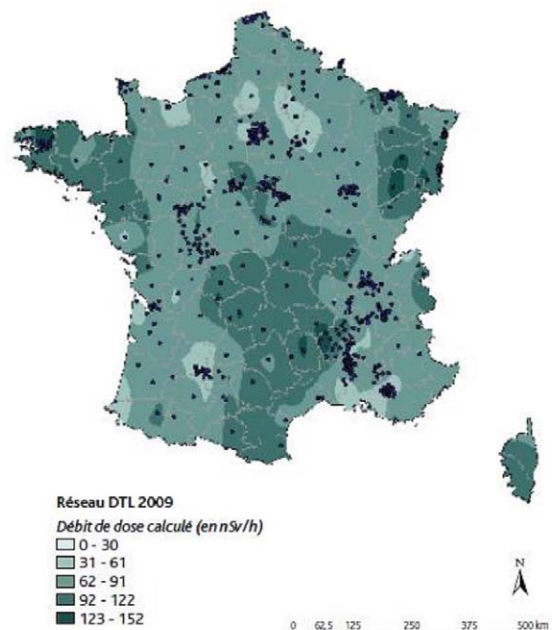 Réseau DTL 2009
Débit de dose calculé (en nSv/h)
0 - 30
31 - 61
62 - 91
92 - 122
123 - 152
N
0 62,5 125 250 375 500 km